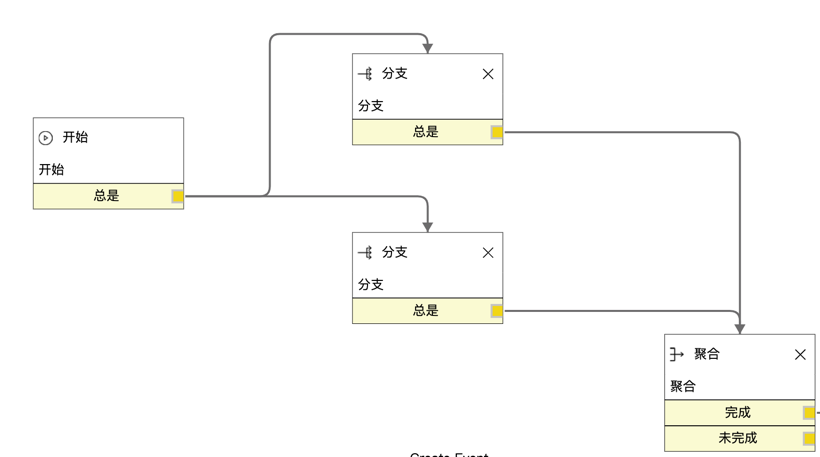 分支
分支
总是
开始
开始
总是
分支
分支
总是
聚合
聚合
完成
未完成
Create Event